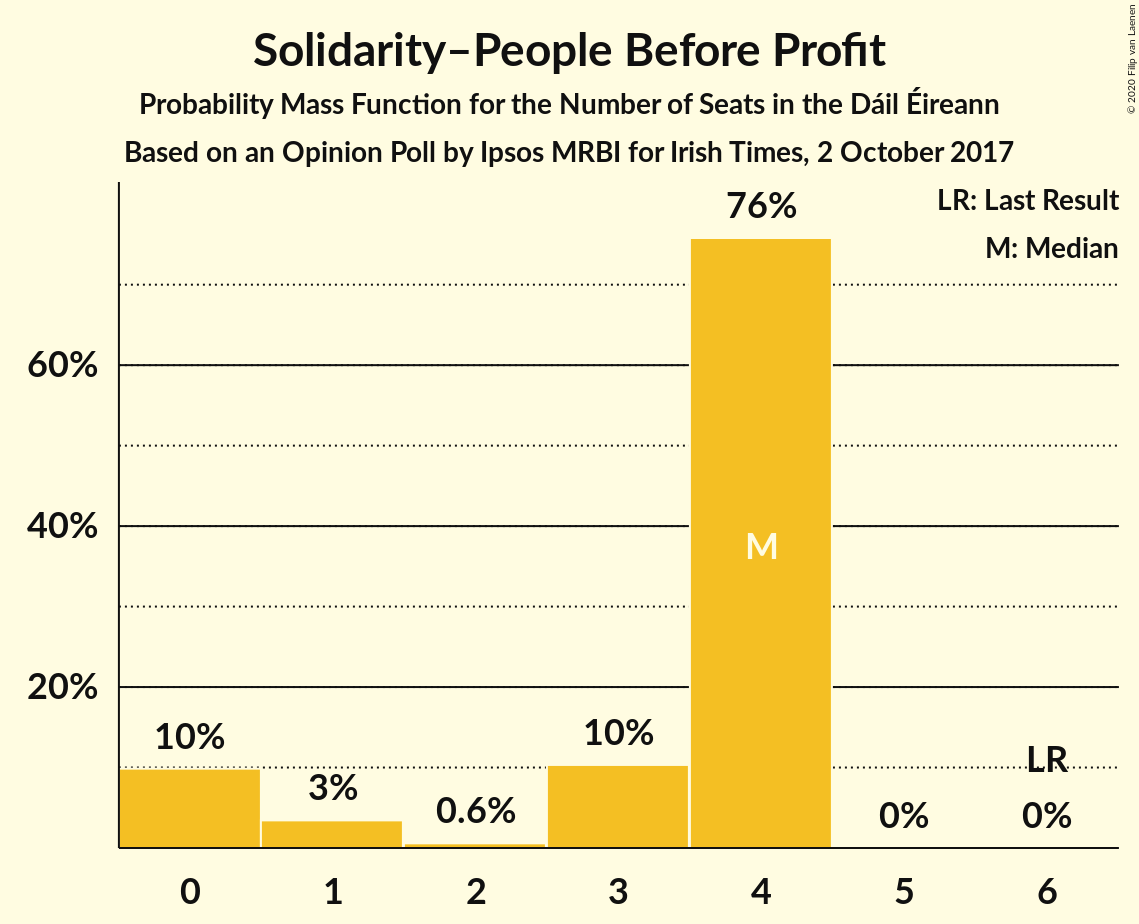 Solidarity–People Before Profit
Probability Mass Function for the Number of Seats in the Dáil Éireann
Based on an Opinion Poll by Ipsos MRBI for Irish Times, 2 October 2017
© 2020 Filip van Laenen
LR: Last Result
M: Median
76%
60%
40%
M
20%
10%
3%
0.6%
10%
LR
0%
0%
0 1 2 3 4 5 6